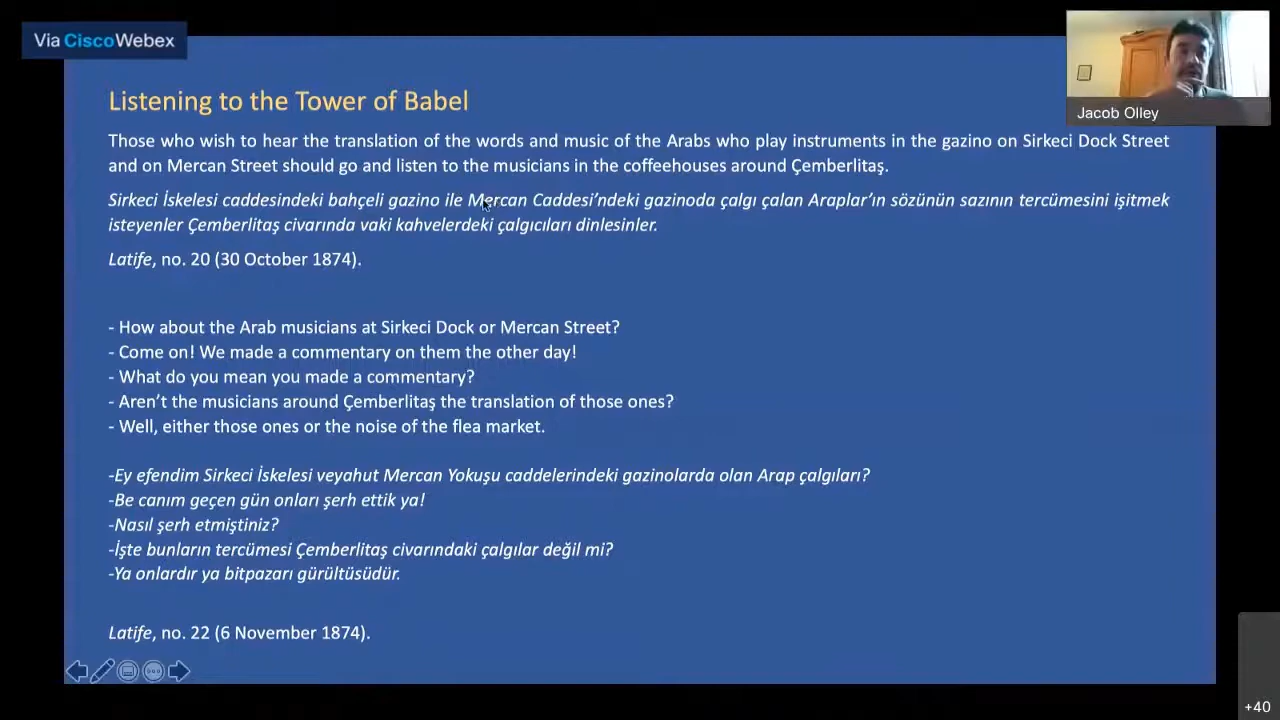 Via CiscoWebex
Jacob Olley
Listening to the Tower of Babel
Those who wish to hear the translation of the words and music of the Arabs who play instruments in the gazino on Sirkeci Dock Street
and on Mercan Street should go and listen to the musicians in the coffeehouses around Çemberlitaş.
Sirkeci İskelesi caddesindeki bahçeli gazino ile Mercan Caddesi’ndeki gazinoda çalgı çalan Araplar’ın sözünün sazının tercümesini işitmek
isteyenler Çemberlitaş civarında vaki kahvelerdeki çalgıcıları dinlesinler.
Latife, no. 20 (30 October 1874).
- How about the Arab musicians at Sirkeci Dock or Mercan Street?
- Come on! We made a commentary on them the other day!
- What do you mean you made a commentary?
- Aren’t the musicians around Çemberlitaş the translation of those ones?
- Well, either those ones or the noise of the flea market.
-Ey efendim Sirkeci İskelesi veyahut Mercan Yokuşu caddelerindeki gazinolarda olan Arap çalgıları?
-Be canım geçen gün onları şerh ettik ya!
-Nasıl şerh etmiştiniz?
-İşte bunların tercümesi Çemberlitaş civarındaki çalgılar değil mi?
-Ya onlardır ya bitpazarı gürültüsüdür.
Latife, no. 22 (6 November 1874).
+40